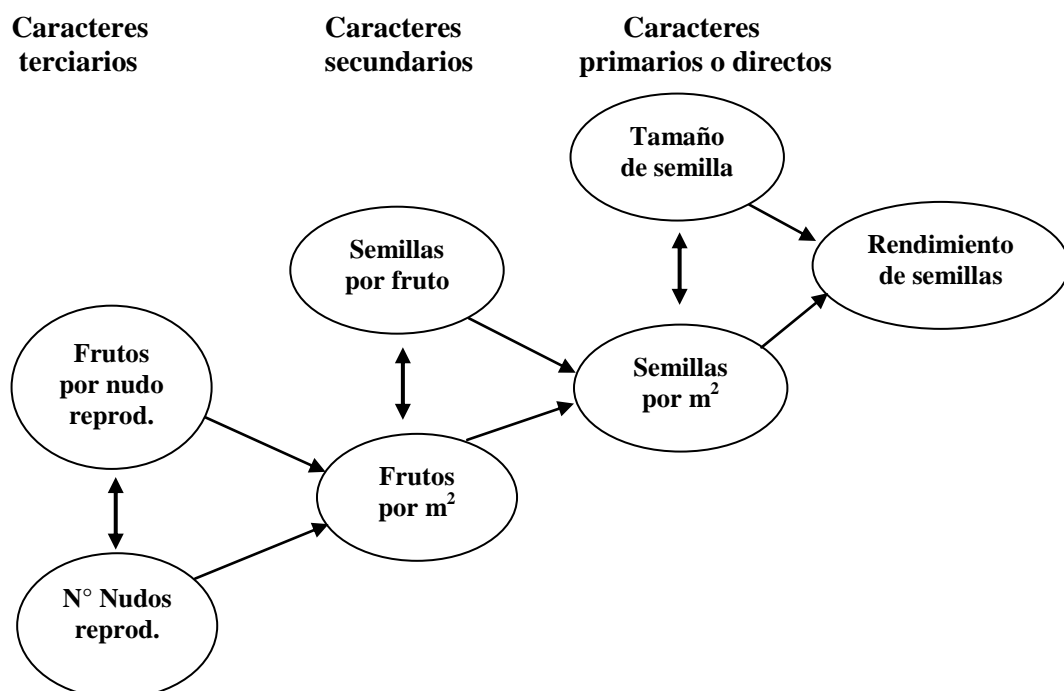 Caracteres
terciarios
Caracteres
secundarios
Caracteres
primarios o directos
Tamaño
de semilla
Rendimiento
de semillas
Semillas
por fruto
Semillas
por m²
Frutos
por nudo
reprod.
Frutos
por m²
N° Nudos
reprod.